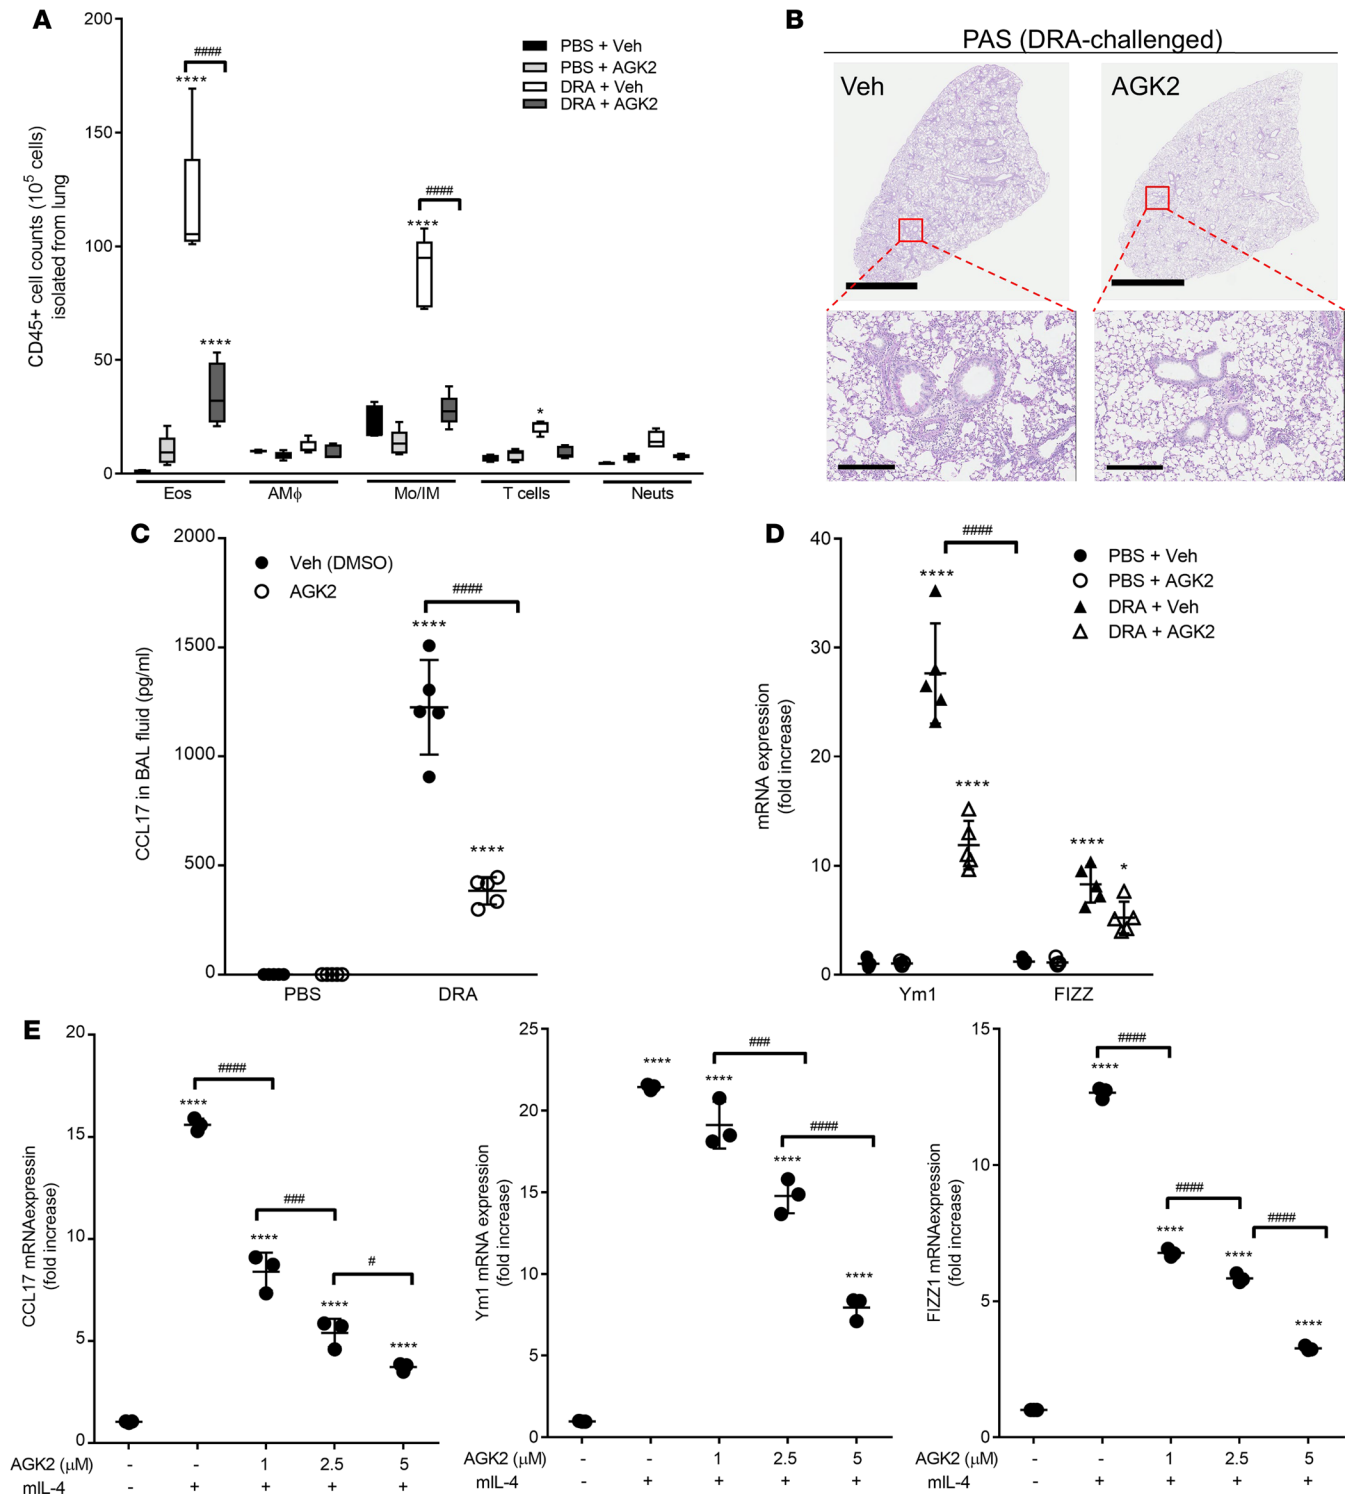 A
200
150
100
50
0
CD45+ cell counts (10⁵ cells)
isolated from lung
PBS + Veh
PBS + AGK2
DRA + Veh
DRA + AGK2
####
****
****
####
****
*
Eos
AMϕ
Mo/IM
T cells
Neuts
B
PAS (DRA-challenged)
Veh
AGK2
C
2000
1500
1000
500
0
CCL17 in BAL fluid (pg/ml)
Veh (DMSO)
AGK2
####
****
****
PBS
DRA
D
40
30
20
10
0
mRNA expression
(fold increase)
PBS + Veh
PBS + AGK2
DRA + Veh
DRA + AGK2
####
****
****
****
*
Ym1
FIZZ
E
20
15
10
5
0
CCL17 mRNAexpressin
(fold increase)
####
****
###
****
#
****
****
AGK2 (μM) - - 1 2.5 5
mIL-4 - + + + +
25
20
15
10
5
0
Ym1 mRNA expression
(fold increase)
###
****
****
####
****
****
- - 1 2.5 5
mIL-4 - + + + +
15
10
5
0
FIZZ1 mRNAexpression
(fold increase)
####
****
####
####
****
****
****
- - 1 2.5 5
mIL-4 - + + + +